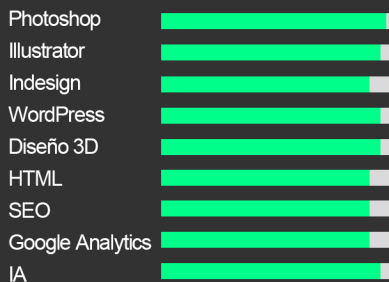 Photoshop
Illustrator
Indesign
WordPress
Diseño 3D
HTML
SEO
Google Analytics
IA